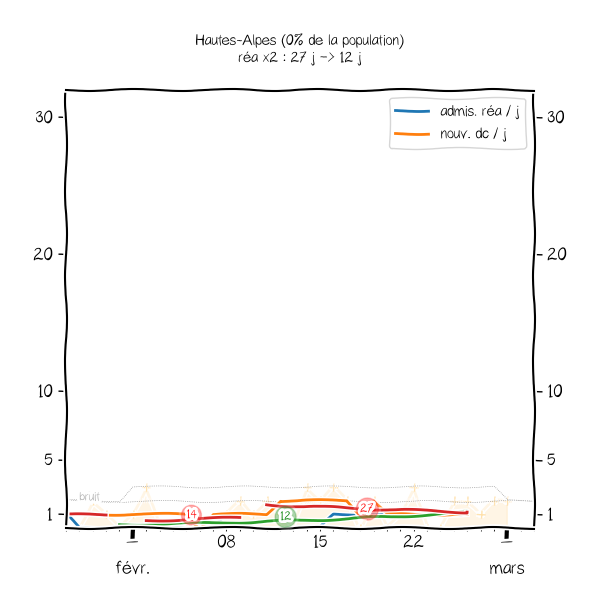 Hautes-Alpes (0% de la population)
réa x2 : 27 j -> 12 j
admis. réa / j
nouv. dc / j
30
30
20
20
10
10
5
5
bruit
1
14
12
27
1
08
15
22
févr.
mars